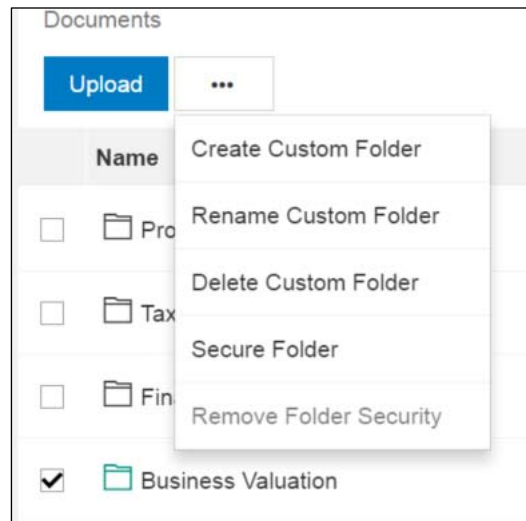 Documents
Upload
•••
Name
Create Custom Folder
Rename Custom Folder
Pro
Delete Custom Folder
Tax
Secure Folder
Fin
Remove Folder Security
Business Valuation